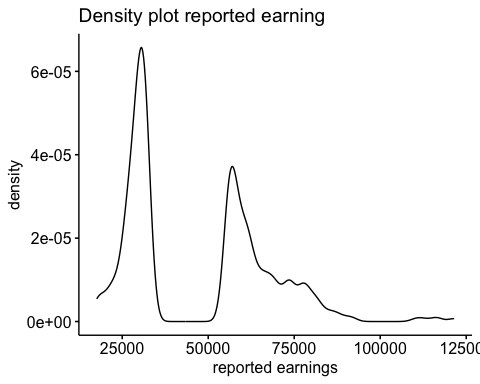 Density plot reported earning
density
6e-05
4e-05
2e-05
0e+00
25000
50000
75000
100000
12500
reported earnings